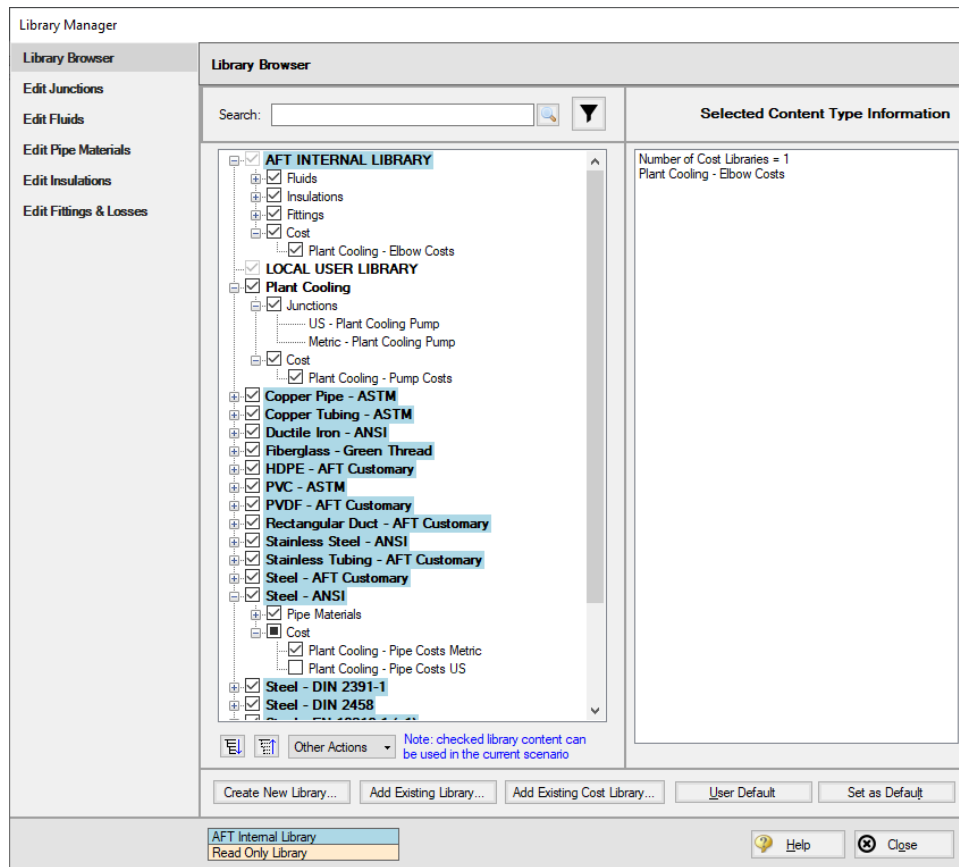 Library Manager
Library Browser
Edit Junctions
Edit Fluids
Edit Pipe Materials
Edit Insulations
Edit Fittings & Losses
Library Browser
Search:
AFT INTERNAL LIBRARY
Fluids
Insulations
Fittings
Cost
Plant Cooling - Elbow Costs
LOCAL USER LIBRARY
Plant Cooling
Junctions
US - Plant Cooling Pump
Metric - Plant Cooling Pump
Cost
Plant Cooling - Pump Costs
Copper Pipe - ASTM
Copper Tubing - ASTM
Ductile Iron - ANSI
Fiberglass - Green Thread
HDPE - AFT Customary
PVC - ASTM
PVDF - AFT Customary
Rectangular Duct - AFT Customary
Stainless Steel - ANSI
Stainless Tubing - AFT Customary
Steel - AFT Customary
Steel - ANSI
Pipe Materials
Cost
Plant Cooling - Pipe Costs Metric
Plant Cooling - Pipe Costs US
Steel - DIN 2391-1
Steel - DIN 2458
Other Actions
Note: checked library content can
be used in the current scenario
Selected Content Type Information
Number of Cost Libraries = 1
Plant Cooling - Elbow Costs
Create New Library...
Add Existing Library...
Add Existing Cost Library...
User Default
Set as Default
AFT Internal Library
Read Only Library
Help
Close